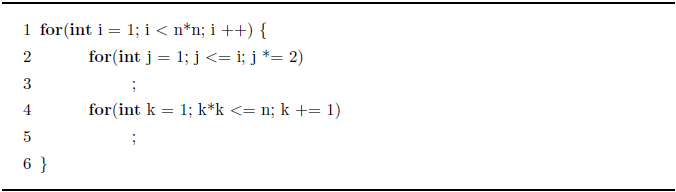 1 for(int i = 1; i < n*n; i ++) {
2 for(int j = 1; j <= i; j *= 2)
3 ;
4 for(int k = 1; k*k <= n; k += 1)
5 ;
6 }